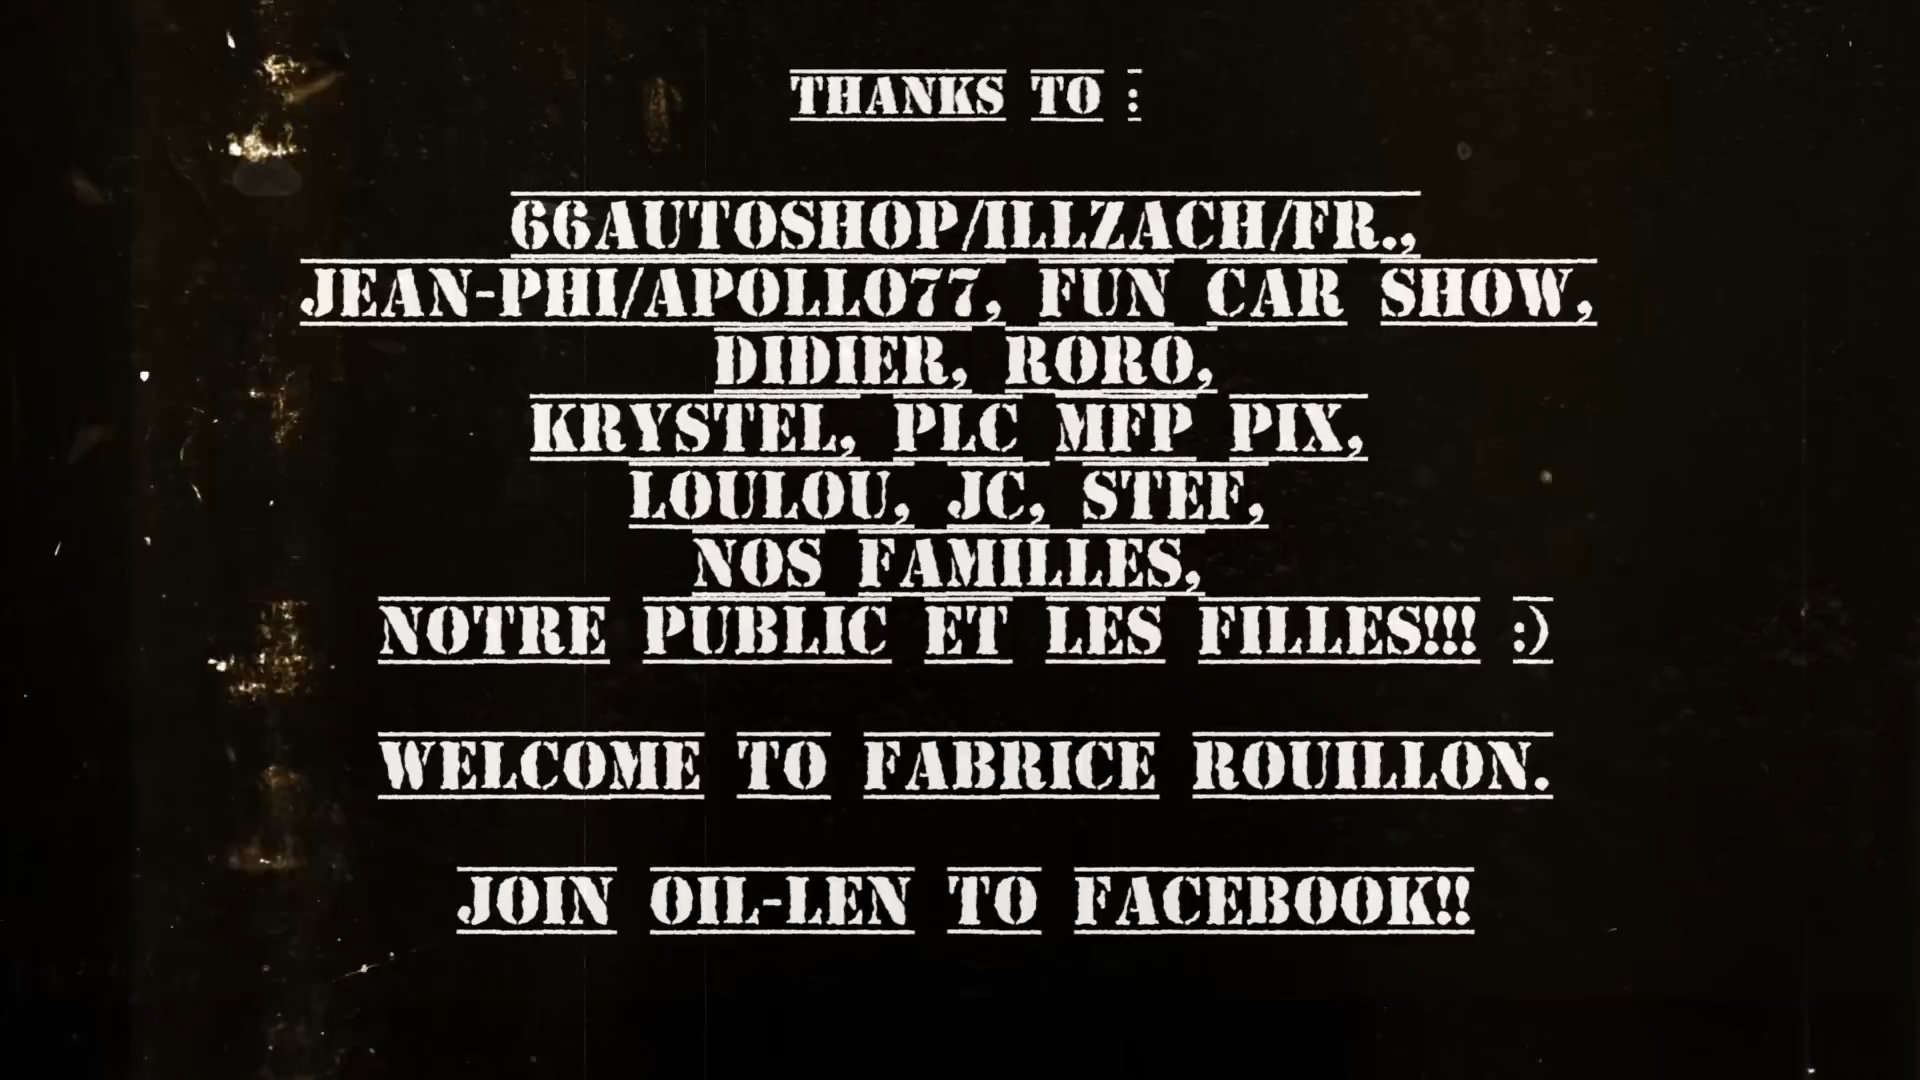 THANKS TO :
66AUTOSHOP/ILLZACH/FR.,
JEAN-PHI/APOLLO77, FUN CAR SHOW,
DIDIER, RORO,
KRYSTEL, PLC MFP PIX,
LOULOU, JC, STEF,
NOS FAMILLES,
NOTRE PUBLIC ET LES FILLES!!! :)
WELCOME TO FABRICE ROUILLON.
JOIN OIL-LEN TO FACEBOOK!!